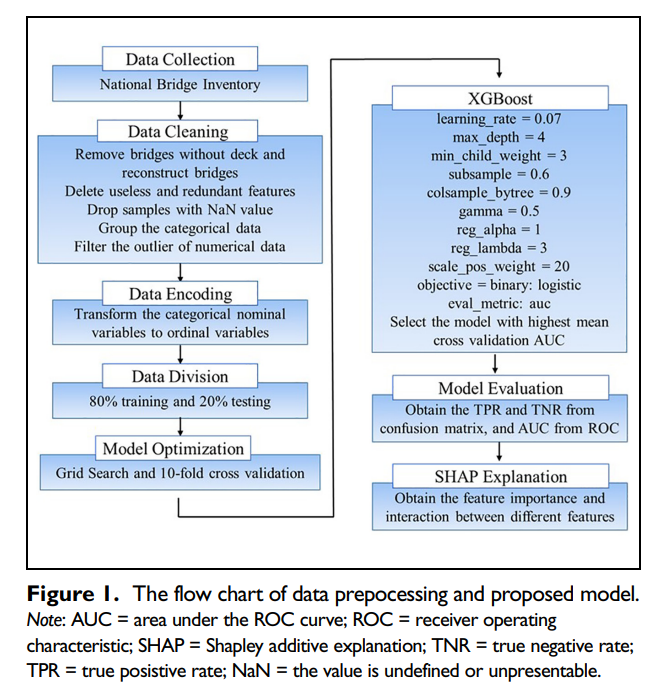 Data Collection
National Bridge Inventory
Data Cleaning
Remove bridges without deck and
reconstruct bridges
Delete useless and redundant features
Drop samples with NaN value
Group the categorical data
Filter the outlier of numerical data
Data Encoding
Transform the categorical nominal
variables to ordinal variables
Data Division
80% training and 20% testing
Model Optimization
Grid Search and 10-fold cross validation
XGBoost
learning_rate = 0.07
max_depth = 4
min_child_weight = 3
subsample = 0.6
colsample_bytree = 0.9
gamma = 0.5
reg_alpha = 1
reg_lambda = 3
scale_pos_weight = 20
objective = binary: logistic
eval_metric: auc
Select the model with highest mean
cross validation AUC
Model Evaluation
Obtain the TPR and TNR from
confusion matrix, and AUC from ROC
SHAP Explanation
Obtain the feature importance and
interaction between different features
Figure 1. The flow chart of data prepocessing and proposed model.
Note: AUC = area under the ROC curve; ROC = receiver operating
characteristic; SHAP = Shapley additive explanation; TNR = true negative rate;
TPR = true posistive rate; NaN = the value is undefined or unpresentable.